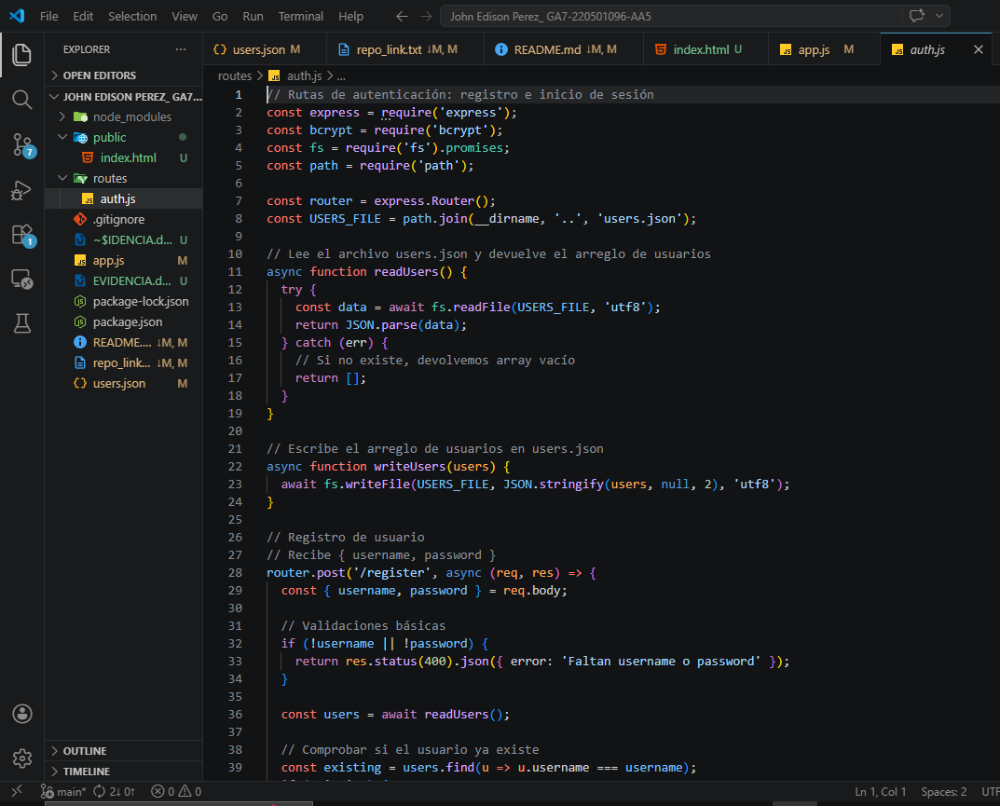 File Edit Selection View Go Run Terminal Help John Edison Perez_ GA7-220501096-AA5
EXPLORER
OPEN EDITORS
JOHN EDISON PEREZ_ GA7-...
node_modules
public
index.html U
routes
auth.js
.gitignore
~$IDENCIA.d... U
app.js M
EVIDENCIA.d... U
package-lock.json
package.json
README.... ↓M, M
repo_link... ↓M, M
users.json M
OUTLINE
TIMELINE
7
1
users.json M repo_link.txt ↓M, M README.md ↓M, M index.html U app.js M auth.js
routes > auth.js > ...
1 // Rutas de autenticación: registro e inicio de sesión
2 const express = require('express');
3 const bcrypt = require('bcrypt');
4 const fs = require('fs').promises;
5 const path = require('path');
6
7 const router = express.Router();
8 const USERS_FILE = path.join(__dirname, '..', 'users.json');
9
10 // Lee el archivo users.json y devuelve el arreglo de usuarios
11 async function readUsers() {
12 try {
13 const data = await fs.readFile(USERS_FILE, 'utf8');
14 return JSON.parse(data);
15 } catch (err) {
16 // Si no existe, devolvemos array vacío
17 return [];
18 }
19 }
20
21 // Escribe el arreglo de usuarios en users.json
22 async function writeUsers(users) {
23 await fs.writeFile(USERS_FILE, JSON.stringify(users, null, 2), 'utf8');
24 }
25
26 // Registro de usuario
27 // Recibe { username, password }
28 router.post('/register', async (req, res) => {
29 const { username, password } = req.body;
30
31 // Validaciones básicas
32 if (!username || !password) {
33 return res.status(400).json({ error: 'Faltan username o password' });
34 }
35
36 const users = await readUsers();
37
38 // Comprobar si el usuario ya existe
39 const existing = users.find(u => u.username === username);
main* 2↓ 0↑ 0 0 Ln 1, Col 1 Spaces: 2 UTF